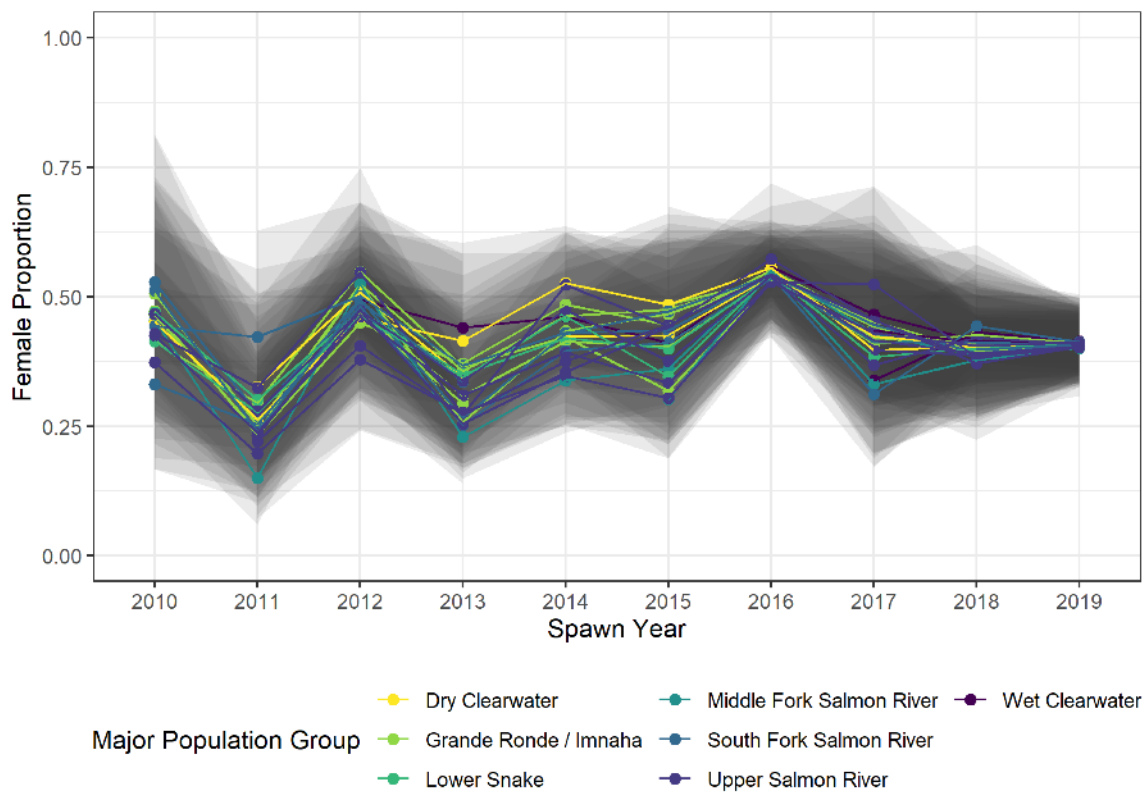 1.00
0.75
0.50
0.25
0.00
Female Proportion
2010 2011 2012 2013 2014 2015 2016 2017 2018 2019
Spawn Year
Major Population Group
Dry Clearwater
Grande Ronde / Imnaha
Lower Snake
Middle Fork Salmon River
South Fork Salmon River
Upper Salmon River
Wet Clearwater